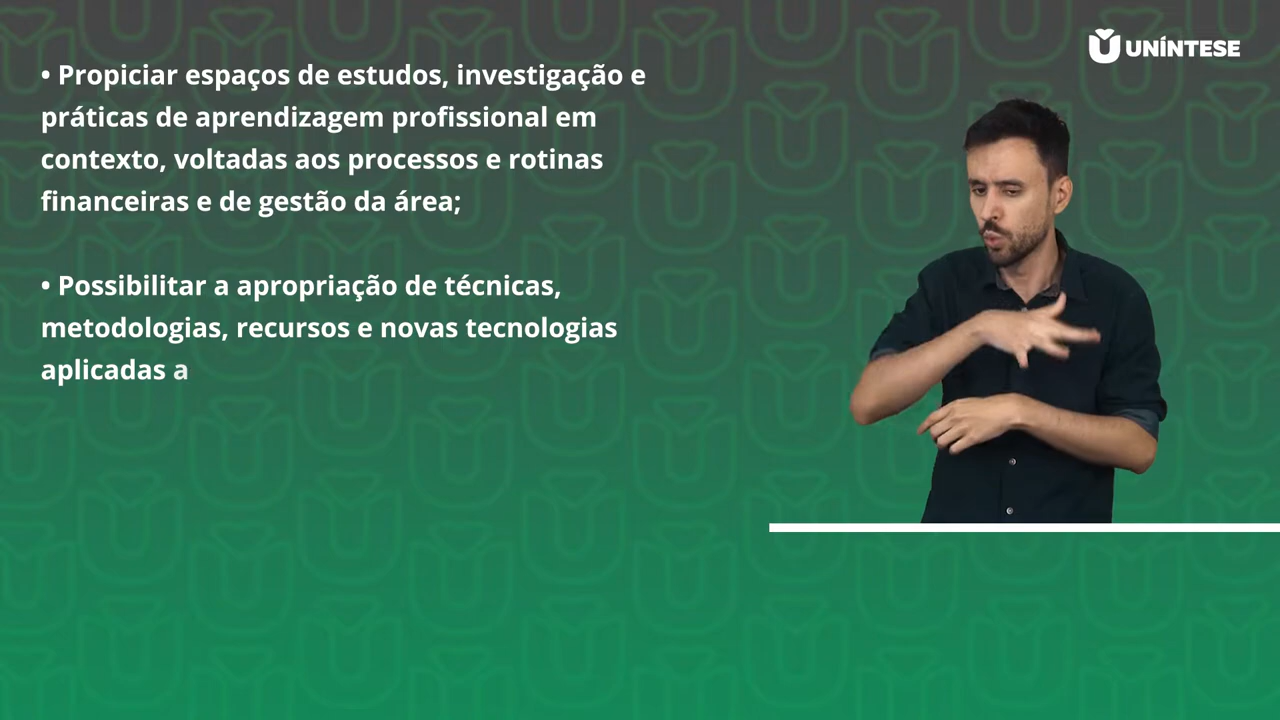 • Propiciar espaços de estudos, investigação e
práticas de aprendizagem profissional em
contexto, voltadas aos processos e rotinas
financeiras e de gestão da área;
• Possibilitar a apropriação de técnicas,
metodologias, recursos e novas tecnologias
aplicadas a
UNÍNTESE